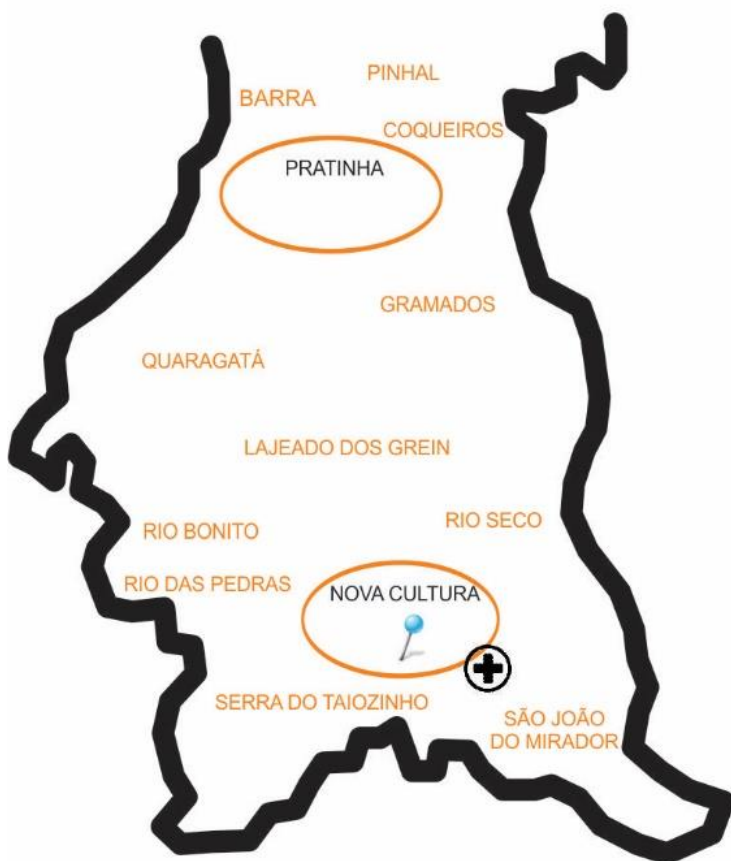 PINHAL
BARRA
COQUEIROS
PRATINHA
GRAMADOS
QUARAGATÁ
LAJEADO DOS GREIN
RIO SECO
RIO BONITO
RIO DAS PEDRAS
NOVA CULTURA
SERRA DO TAIOZINHO
SÃO JOÃO
DO MIRADOR